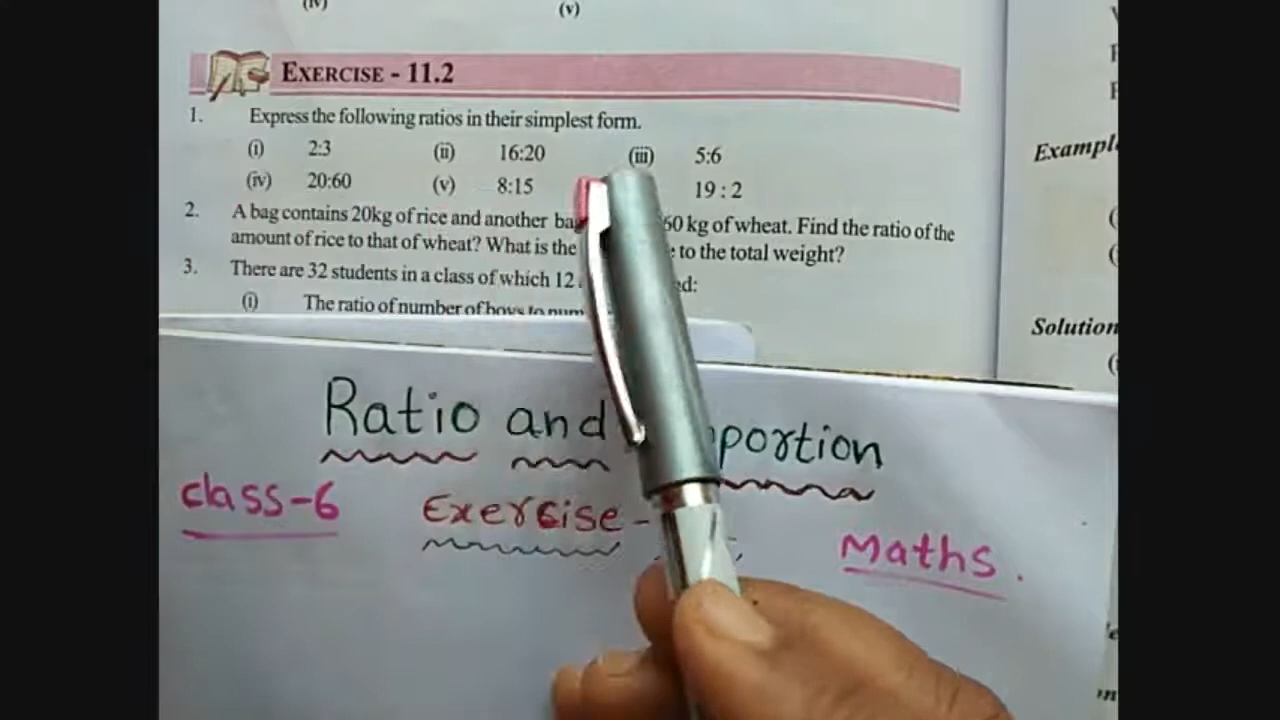 (v)
EXERCISE - 11.2
1. Express the following ratios in their simplest form.
(i) 2:3 (ii) 16:20 (iii) 5:6
(iv) 20:60 (v) 8:15 19 : 2
2. A bag contains 20kg of rice and another 60 kg of wheat. Find the ratio of the
amount of rice to that of wheat? What is the to the total weight?
3. There are 32 students in a class of which 12
(i) The ratio of number of boys to
Exampl
Solution
Ratio and portion
class-6 Exercise -
Maths.